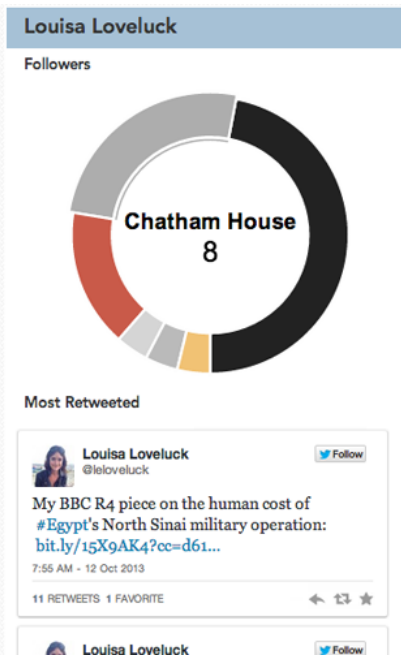 Louisa Loveluck
Followers
Chatham House
8
Most Retweeted
Louisa Loveluck
Follow
@leloveluck
My BBC R4 piece on the human cost of
#Egypt's North Sinai military operation:
bit.ly/15X9AK4?cc=d61...
7:55 AM - 12 Oct 2013
11 RETWEETS 1 FAVORITE
Louisa Loveluck
Follow